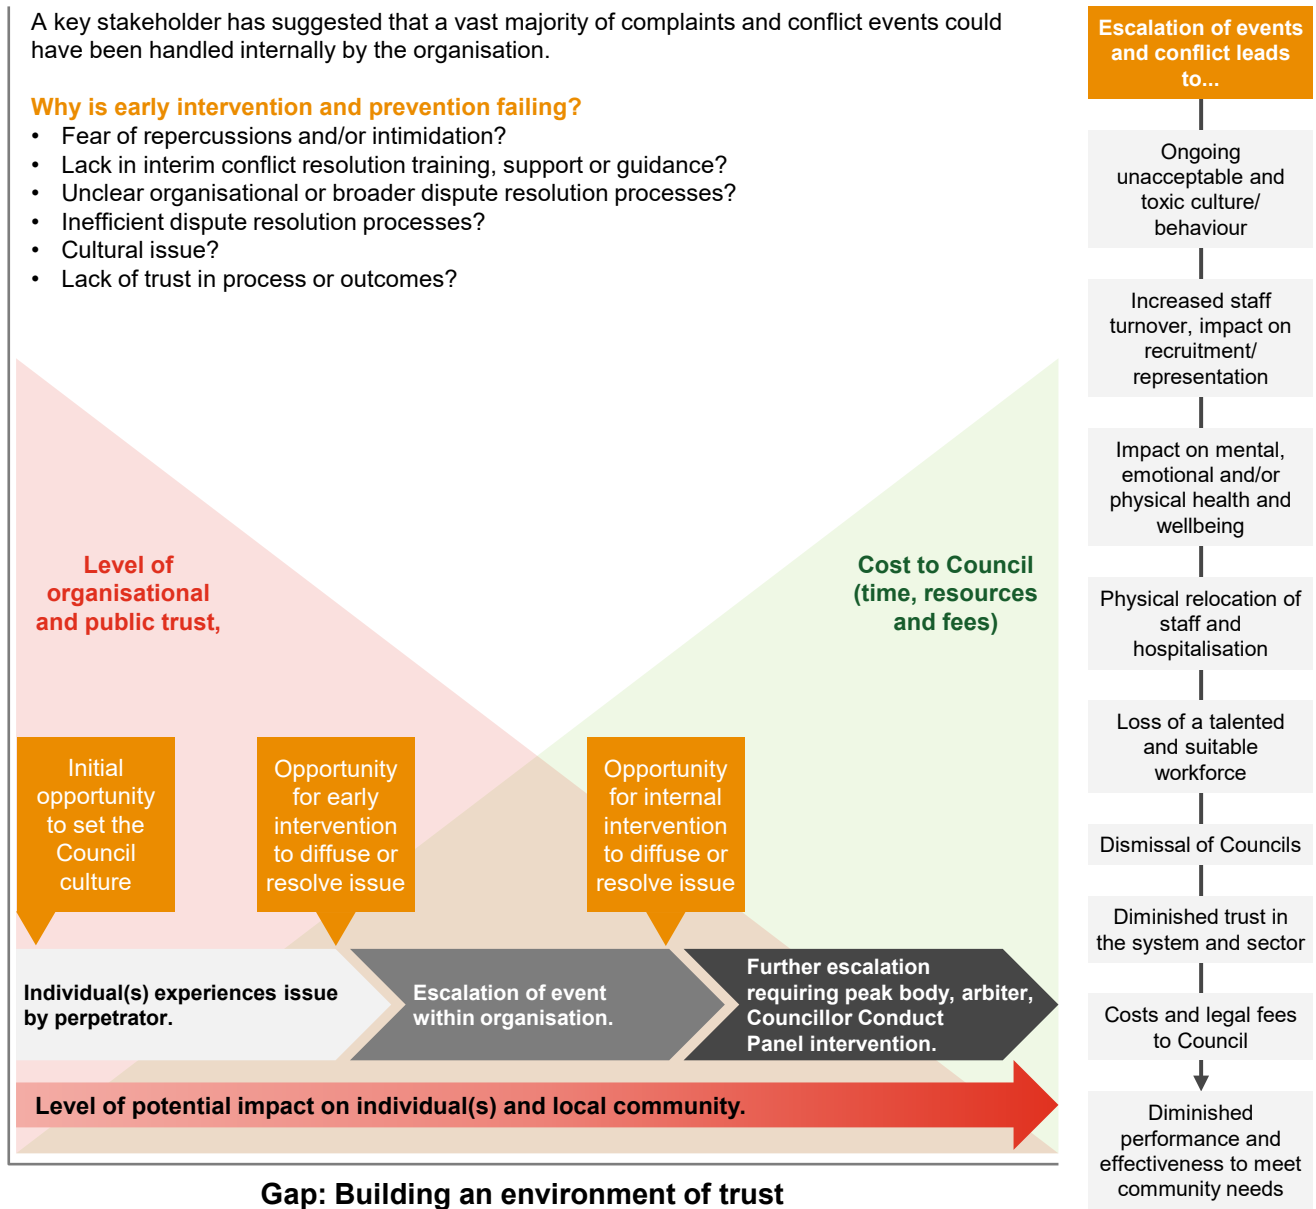 A key stakeholder has suggested that a vast majority of complaints and conflict events could
have been handled internally by the organisation.
Why is early intervention and prevention failing?
• Fear of repercussions and/or intimidation?
• Lack in interim conflict resolution training, support or guidance?
• Unclear organisational or broader dispute resolution processes?
• Inefficient dispute resolution processes?
• Cultural issue?
• Lack of trust in process or outcomes?
Level of
organisational
and public trust,
Cost to Council
(time, resources
and fees)
Initial
opportunity
to set the
Council
culture
Opportunity
for early
intervention
to diffuse or
resolve issue
Opportunity
for internal
intervention
to diffuse or
resolve issue
Individual(s) experiences issue
by perpetrator.
Escalation of event
within organisation.
Further escalation
requiring peak body, arbiter,
Councillor Conduct
Panel intervention.
Level of potential impact on individual(s) and local community.
Gap: Building an environment of trust
Escalation of events
and conflict leads
to...
Ongoing
unacceptable and
toxic culture/
behaviour
Increased staff
turnover, impact on
recruitment/
representation
Impact on mental,
emotional and/or
physical health and
wellbeing
Physical relocation of
staff and
hospitalisation
Loss of a talented
and suitable
workforce
Dismissal of Councils
Diminished trust in
the system and sector
Costs and legal fees
to Council
Diminished
performance and
effectiveness to meet
community needs